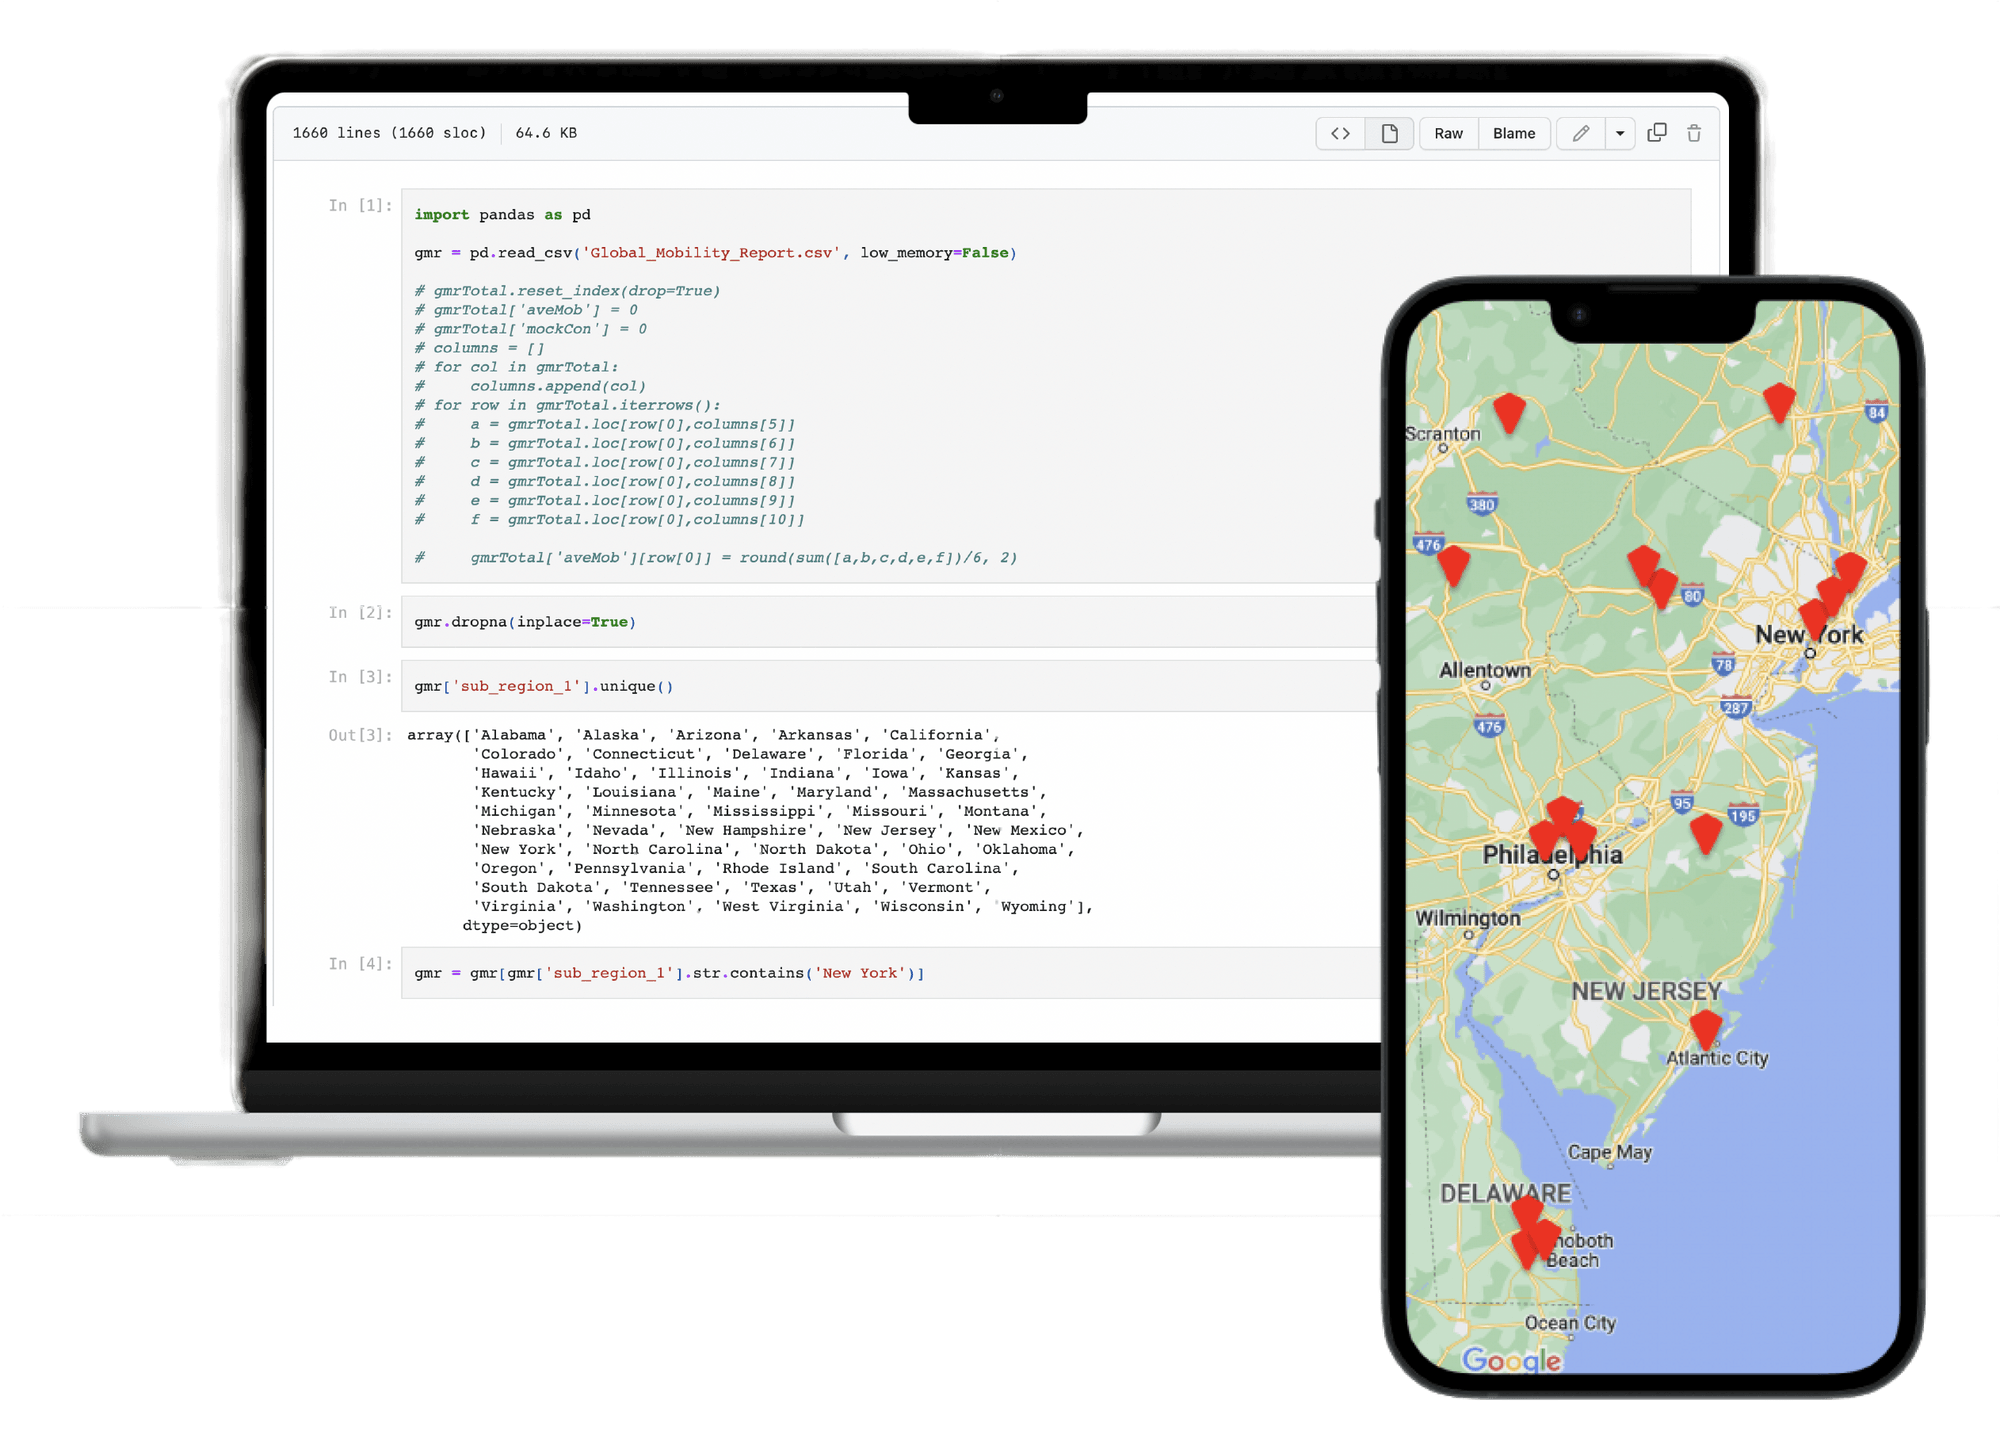 1660 lines (1660 sloc) 64.6 KB
Raw Blame
In [1]:
import pandas as pd
gmr = pd.read_csv('Global_Mobility_Report.csv', low_memory=False)
# gmrTotal.reset_index(drop=True)
# gmrTotal['aveMob'] = 0
# gmrTotal['mockCon'] = 0
# columns = []
# for col in gmrTotal:
#     columns.append(col)
# for row in gmrTotal.iterrows():
#     a = gmrTotal.loc[row[0],columns[5]]
#     b = gmrTotal.loc[row[0],columns[6]]
#     c = gmrTotal.loc[row[0],columns[7]]
#     d = gmrTotal.loc[row[0],columns[8]]
#     e = gmrTotal.loc[row[0],columns[9]]
#     f = gmrTotal.loc[row[0],columns[10]]
#     gmrTotal['aveMob'][row[0]] = round(sum([a,b,c,d,e,f])/6, 2)
In [2]:
gmr.dropna(inplace=True)
In [3]:
gmr['sub_region_1'].unique()
Out[3]:
array(['Alabama', 'Alaska', 'Arizona', 'Arkansas', 'California',
'Colorado', 'Connecticut', 'Delaware', 'Florida', 'Georgia',
'Hawaii', 'Idaho', 'Illinois', 'Indiana', 'Iowa', 'Kansas',
'Kentucky', 'Louisiana', 'Maine', 'Maryland', 'Massachusetts',
'Michigan', 'Minnesota', 'Mississippi', 'Missouri', 'Montana',
'Nebraska', 'Nevada', 'New Hampshire', 'New Jersey', 'New Mexico',
'New York', 'North Carolina', 'North Dakota', 'Ohio', 'Oklahoma',
'Oregon', 'Pennsylvania', 'Rhode Island', 'South Carolina',
'South Dakota', 'Tennessee', 'Texas', 'Utah', 'Vermont',
'Virginia', 'Washington', 'West Virginia', 'Wisconsin', 'Wyoming'],
dtype=object)
In [4]:
gmr = gmr[gmr['sub_region_1'].str.contains('New York')]
84
Scranton
380
476
80
New York
78
Allentown
287
476
95
195
Philadelphia
Wilmington
NEW JERSEY
Atlantic City
Cape May
DELAWARE
Beach
Ocean City
Google